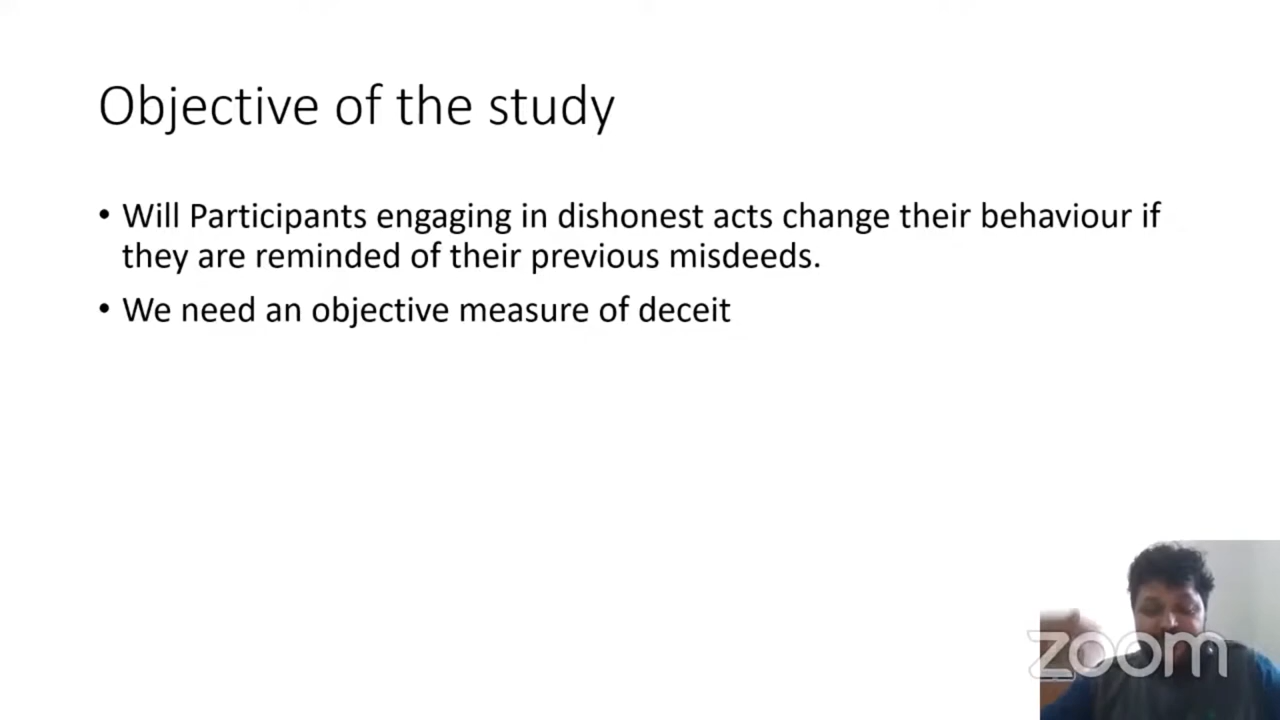 Objective of the study
• Will Participants engaging in dishonest acts change their behaviour if
they are reminded of their previous misdeeds.
• We need an objective measure of deceit
zoom